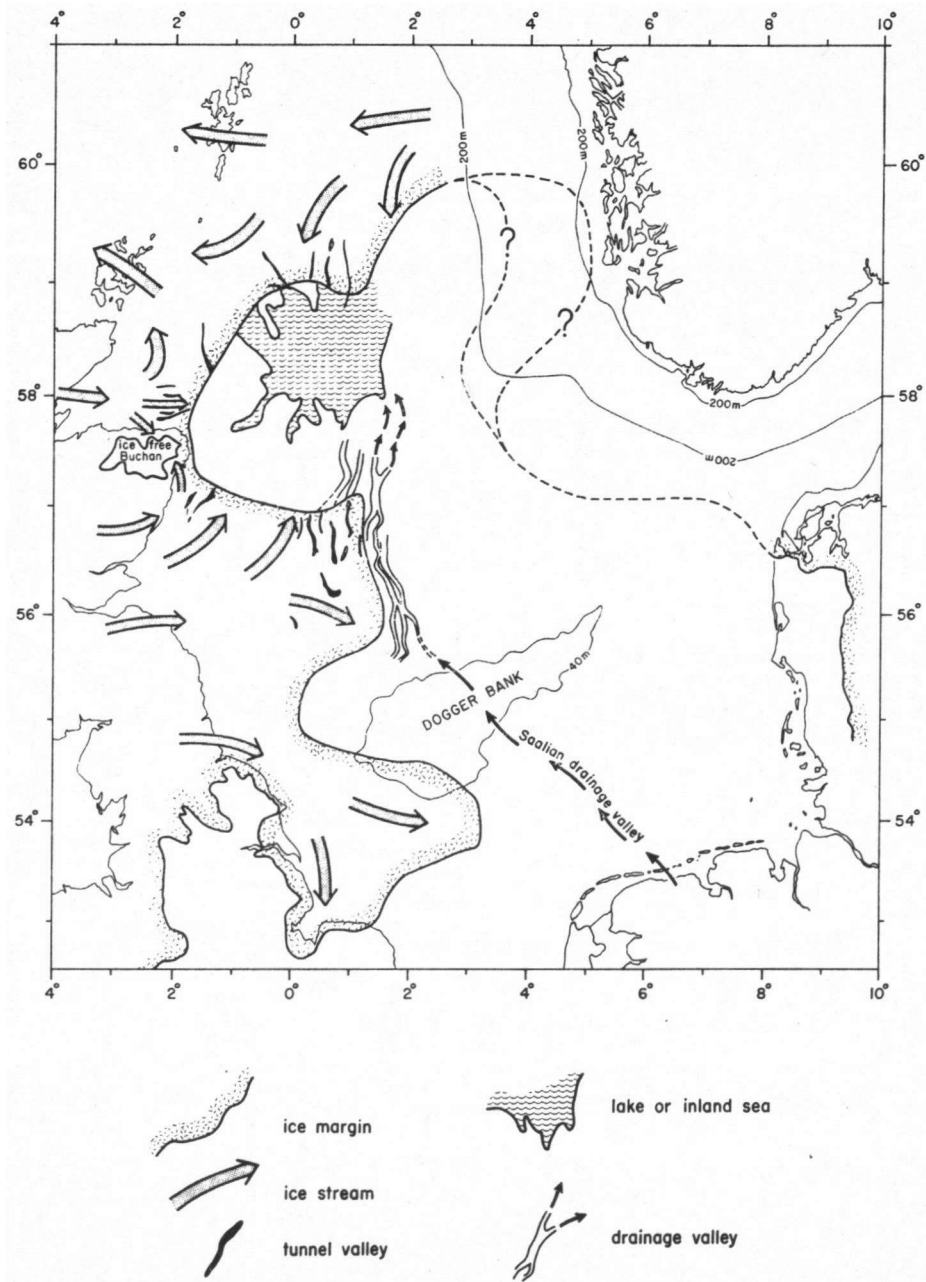 4° 2° 0° 2° 4° 6° 8° 10°
60° 60°
200m
200m
?
?
58° 58°
200m
200m
ice free
Buchan
56° 56°
40m
DOGGER BANK
Saalian drainage valley
54° 54°
4° 2° 0° 2° 4° 6° 8° 10°
ice margin
lake or inland sea
ice stream
tunnel valley
drainage valley